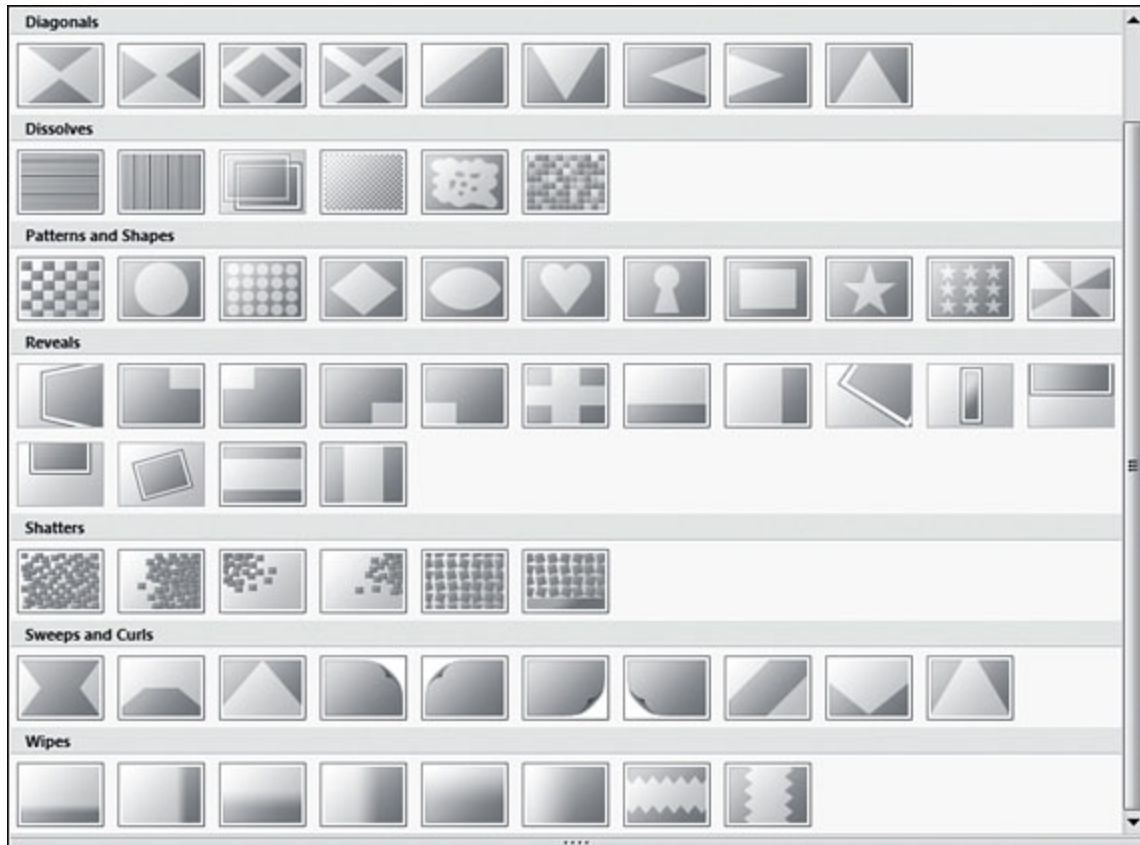 Diagonals
Dissolves
Patterns and Shapes
Reveals
Shatters
Sweeps and Curls
Wipes